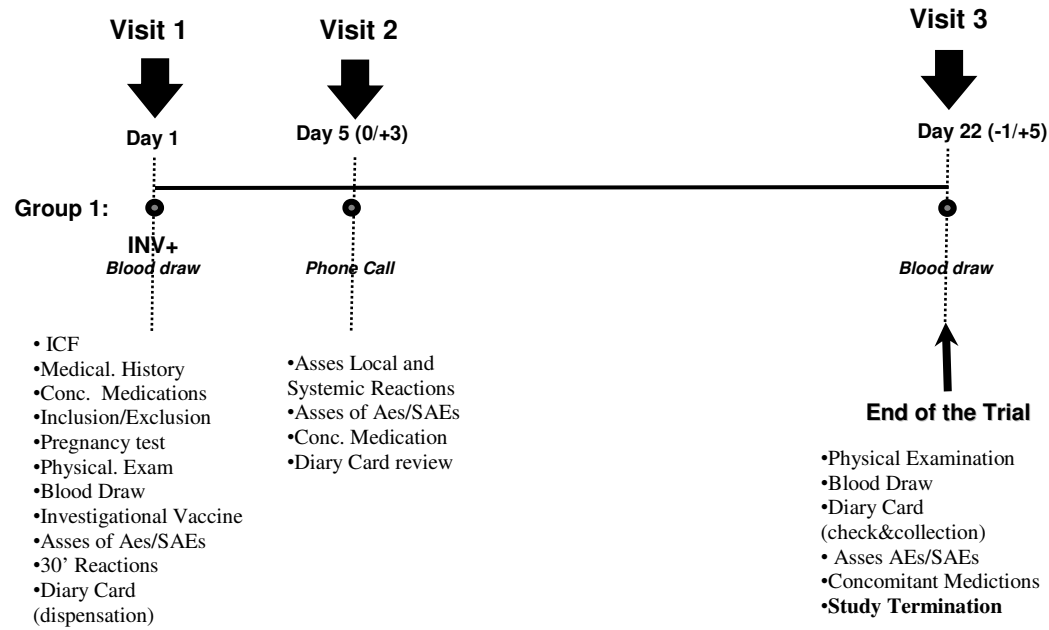 Visit 1
Visit 2
Visit 3
Day 1
Day 5 (0/+3)
Day 22 (-1/+5)
Group 1:
INV+
Blood draw
Phone Call
Blood draw
• ICF
•Medical. History
•Conc. Medications
•Inclusion/Exclusion
•Pregnancy test
•Physical. Exam
•Blood Draw
•Investigational Vaccine
•Asses of Aes/SAEs
•30’ Reactions
•Diary Card
(dispensation)
•Asses Local and
Systemic Reactions
•Asses of Aes/SAEs
•Conc. Medication
•Diary Card review
End of the Trial
•Physical Examination
•Blood Draw
•Diary Card
(check&collection)
• Asses AEs/SAEs
•Concomitant Medictions
•Study Termination